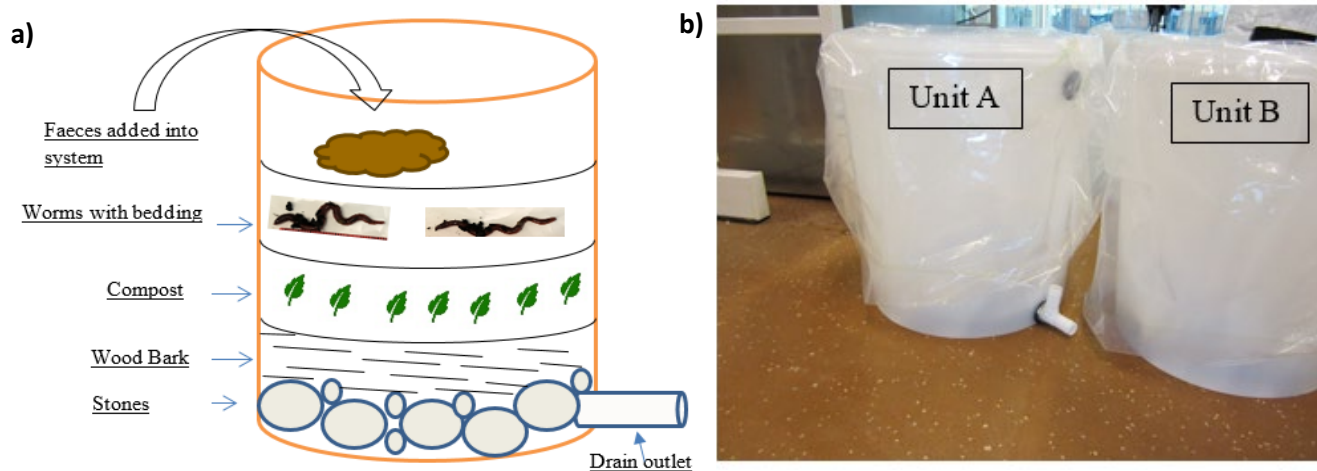 a)
Faeces added into
system
Worms with bedding
Compost
Wood Bark
Stones
Drain outlet
b)
Unit A
Unit B